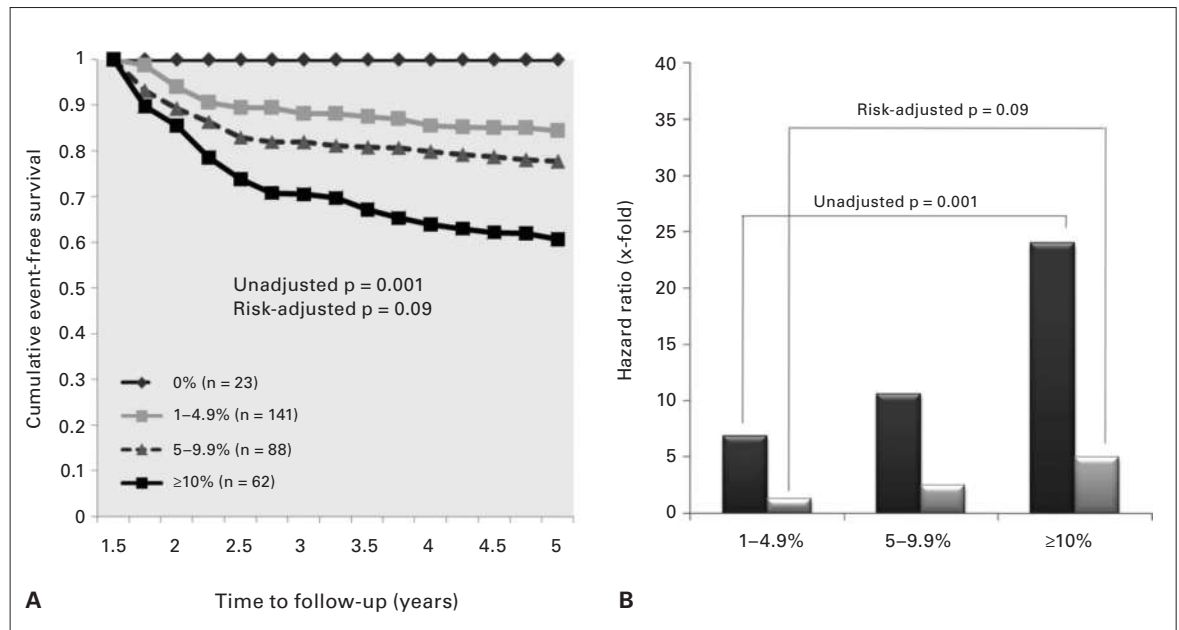 1
0.9
0.8
0.7
0.6
0.5
0.4
0.3
0.2
0.1
0
Cumulative event-free survival
Unadjusted p = 0.001
Risk-adjusted p = 0.09
0% (n = 23)
1–4.9% (n = 141)
5–9.9% (n = 88)
≥10% (n = 62)
1.5 2 2.5 3 3.5 4 4.5 5
A Time to follow-up (years)
40
35
30
25
20
15
10
5
0
Hazard ratio (x-fold)
Risk-adjusted p = 0.09
Unadjusted p = 0.001
1–4.9% 5–9.9% ≥10%
B